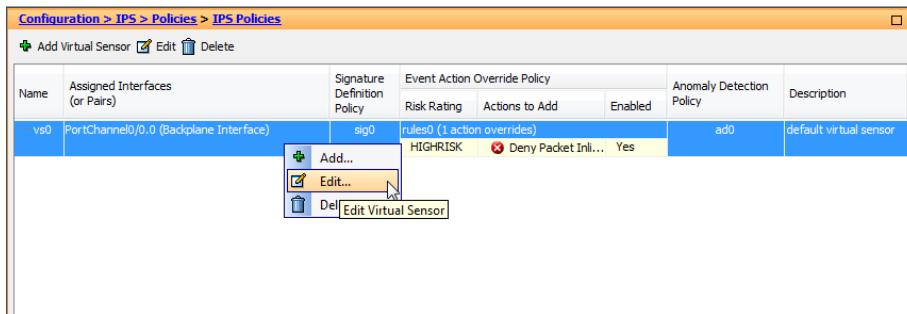 Configuration > IPS > Policies > IPS Policies
Add Virtual Sensor Edit Delete
Name Assigned Interfaces (or Pairs) Signature Definition Policy Event Action Override Policy Anomaly Detection Policy Description
Risk Rating Actions to Add Enabled
vs0 PortChannel0/0.0 (Backplane Interface) sig0 rules0 (1 action overrides) ad0 default virtual sensor
HIGHRISK Deny Packet Inli... Yes
Add...
Edit...
Del
Edit Virtual Sensor